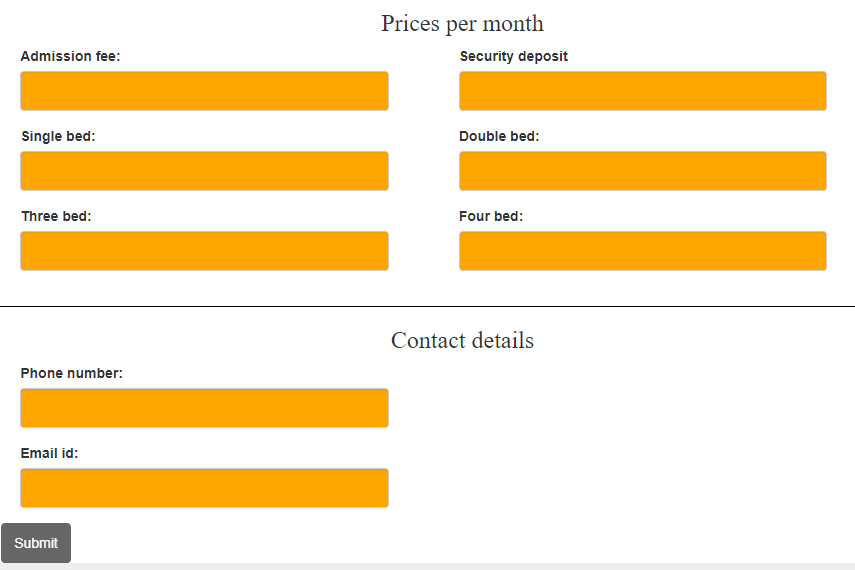 Prices per month
Admission fee:
Security deposit
Single bed:
Double bed:
Three bed:
Four bed:
Contact details
Phone number:
Email id:
Submit